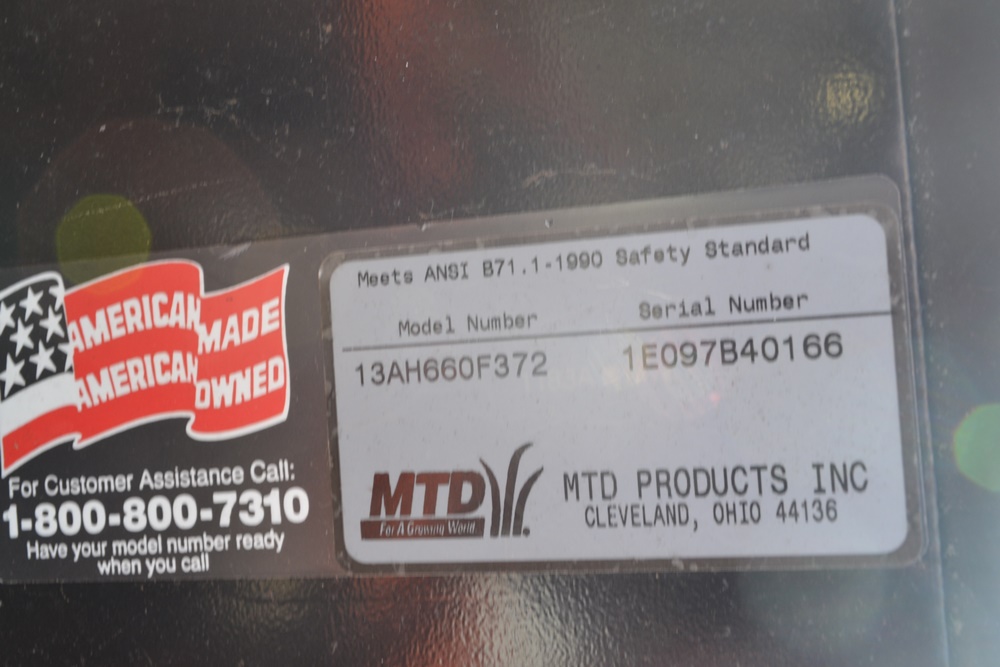 AMERICAN MADE
AMERICAN OWNED
For Customer Assistance Call:
1-800-800-7310
Have your model number ready
when you call
Meets ANSI B71.1-1990 Safety Standard
Model Number Serial Number
13AH660F372 1E097B40166
MTD
For A Growing World
MTD PRODUCTS INC
CLEVELAND, OHIO 44136